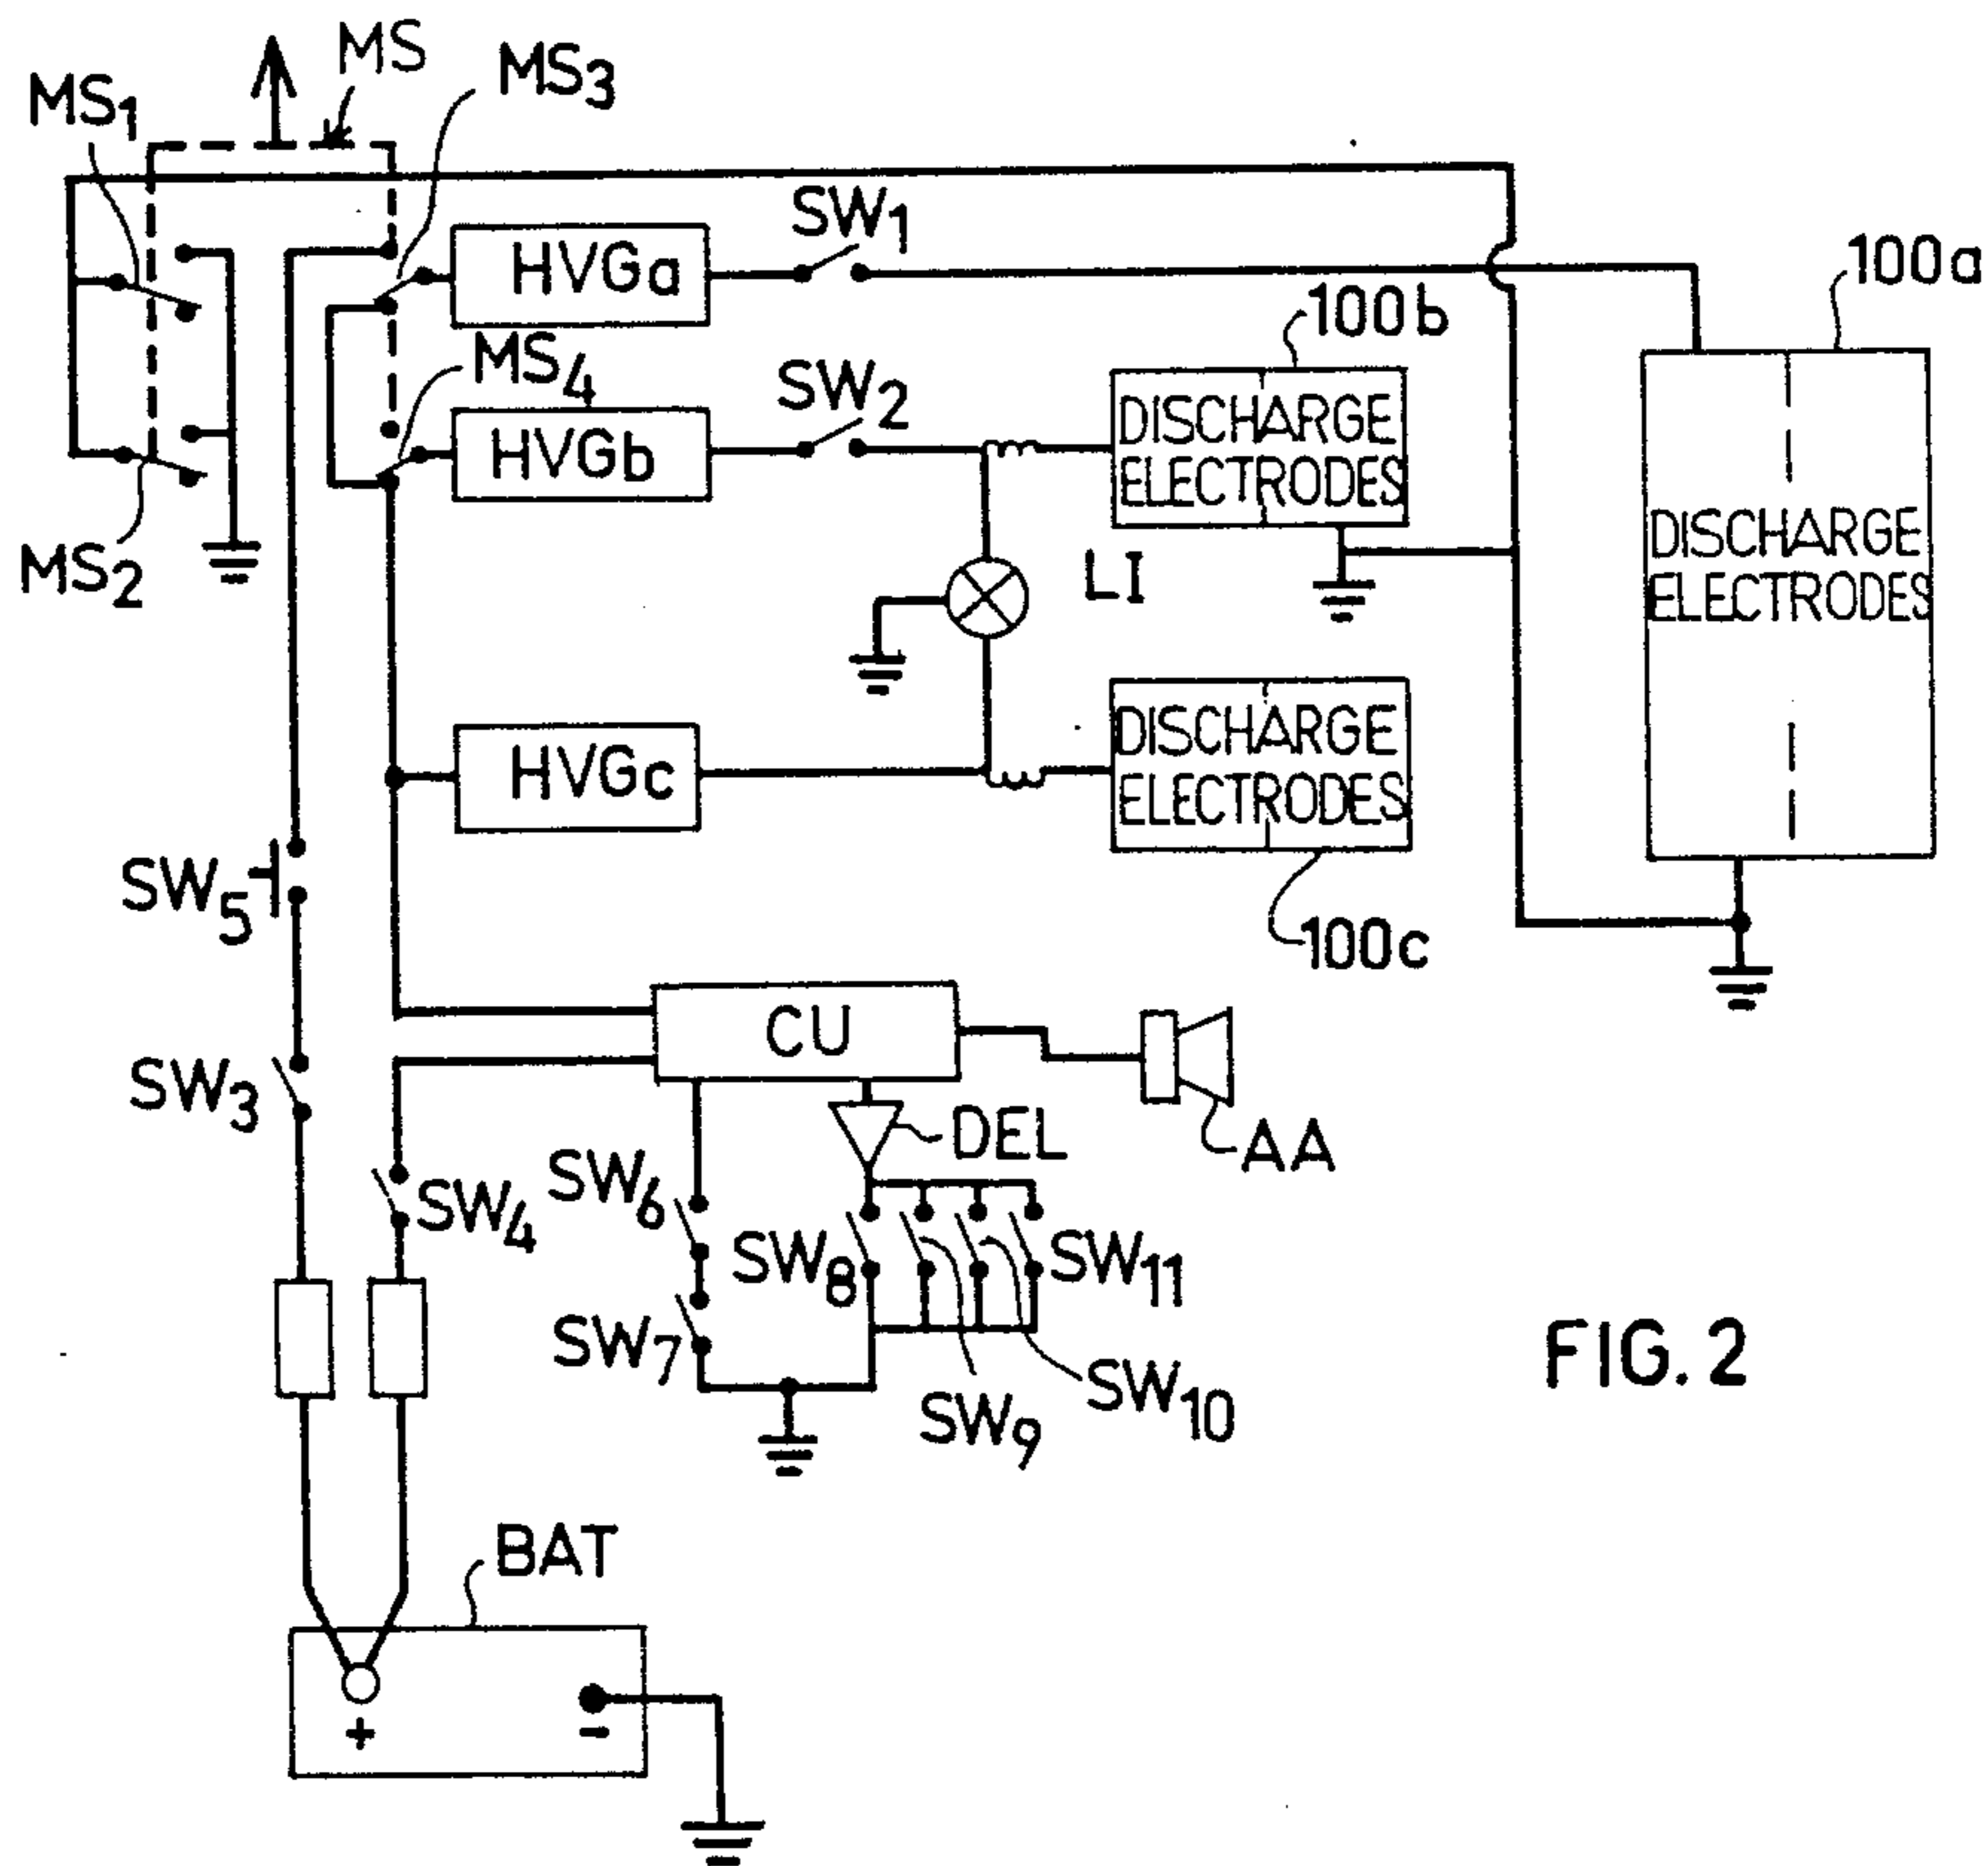 MS
MS3
MS1
SW1
HVGa
100a
100b
MS4
SW2
DISCHARGE
ELECTRODES
HVGb
DISCHARGE
ELECTRODES
MS2
LI
DISCHARGE
ELECTRODES
HVGc
SW5
100c
CU
SW3
DEL
AA
SW6
SW4
SW8
SW11
SW7
FIG. 2
SW10
SW9
BAT
+
-